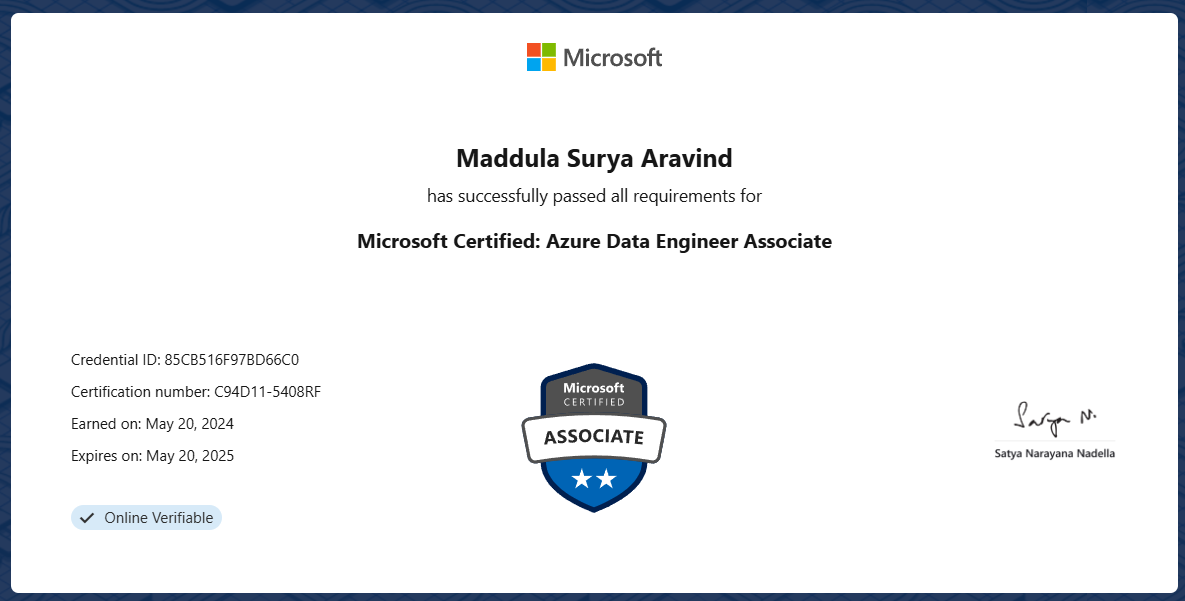 Microsoft
Maddula Surya Aravind
has successfully passed all requirements for
Microsoft Certified: Azure Data Engineer Associate
Credential ID: 85CB516F97BD66C0
Certification number: C94D11-5408RF
Earned on: May 20, 2024
Expires on: May 20, 2025
Online Verifiable
Microsoft
CERTIFIED
ASSOCIATE
Satya N.
Satya Narayana Nadella